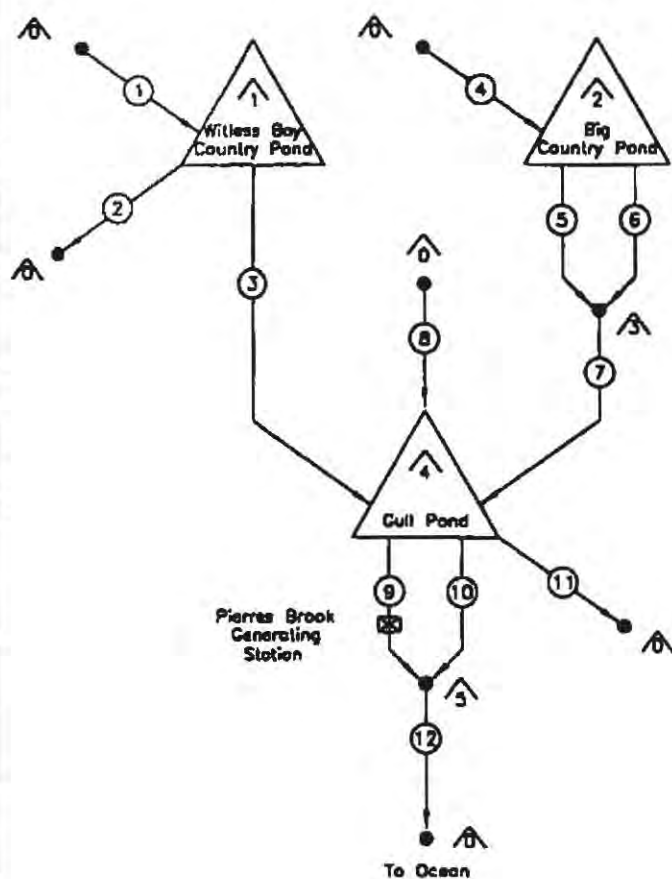 0
0
1
4
1
2
Witless Bay
Country Pond
Big
Country Pond
2
0
5
6
0
3
3
8
7
4
Gull Pond
9
10
11
Pierres Brook
Generating
Station
0
5
12
0
To Ocean